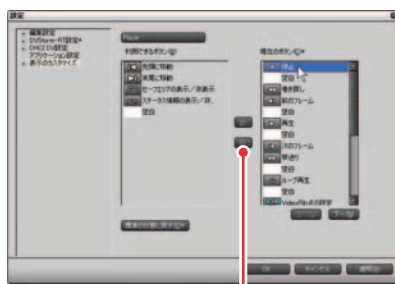 設定
編集設定
DVStorm-RT設定
OHCI DV設定
アプリケーション設定
表示のカスタマイズ
利用できるボタン
現在のボタン
先頭に移動
末尾に移動
セーフエリアの表示／非表示
ステータス情報の表示／非..
空白
停止
空白
巻き戻し
前のフレーム
空白
再生
空白
次のフレーム
早送り
空白
ループ再生
空白
OK
キャンセル